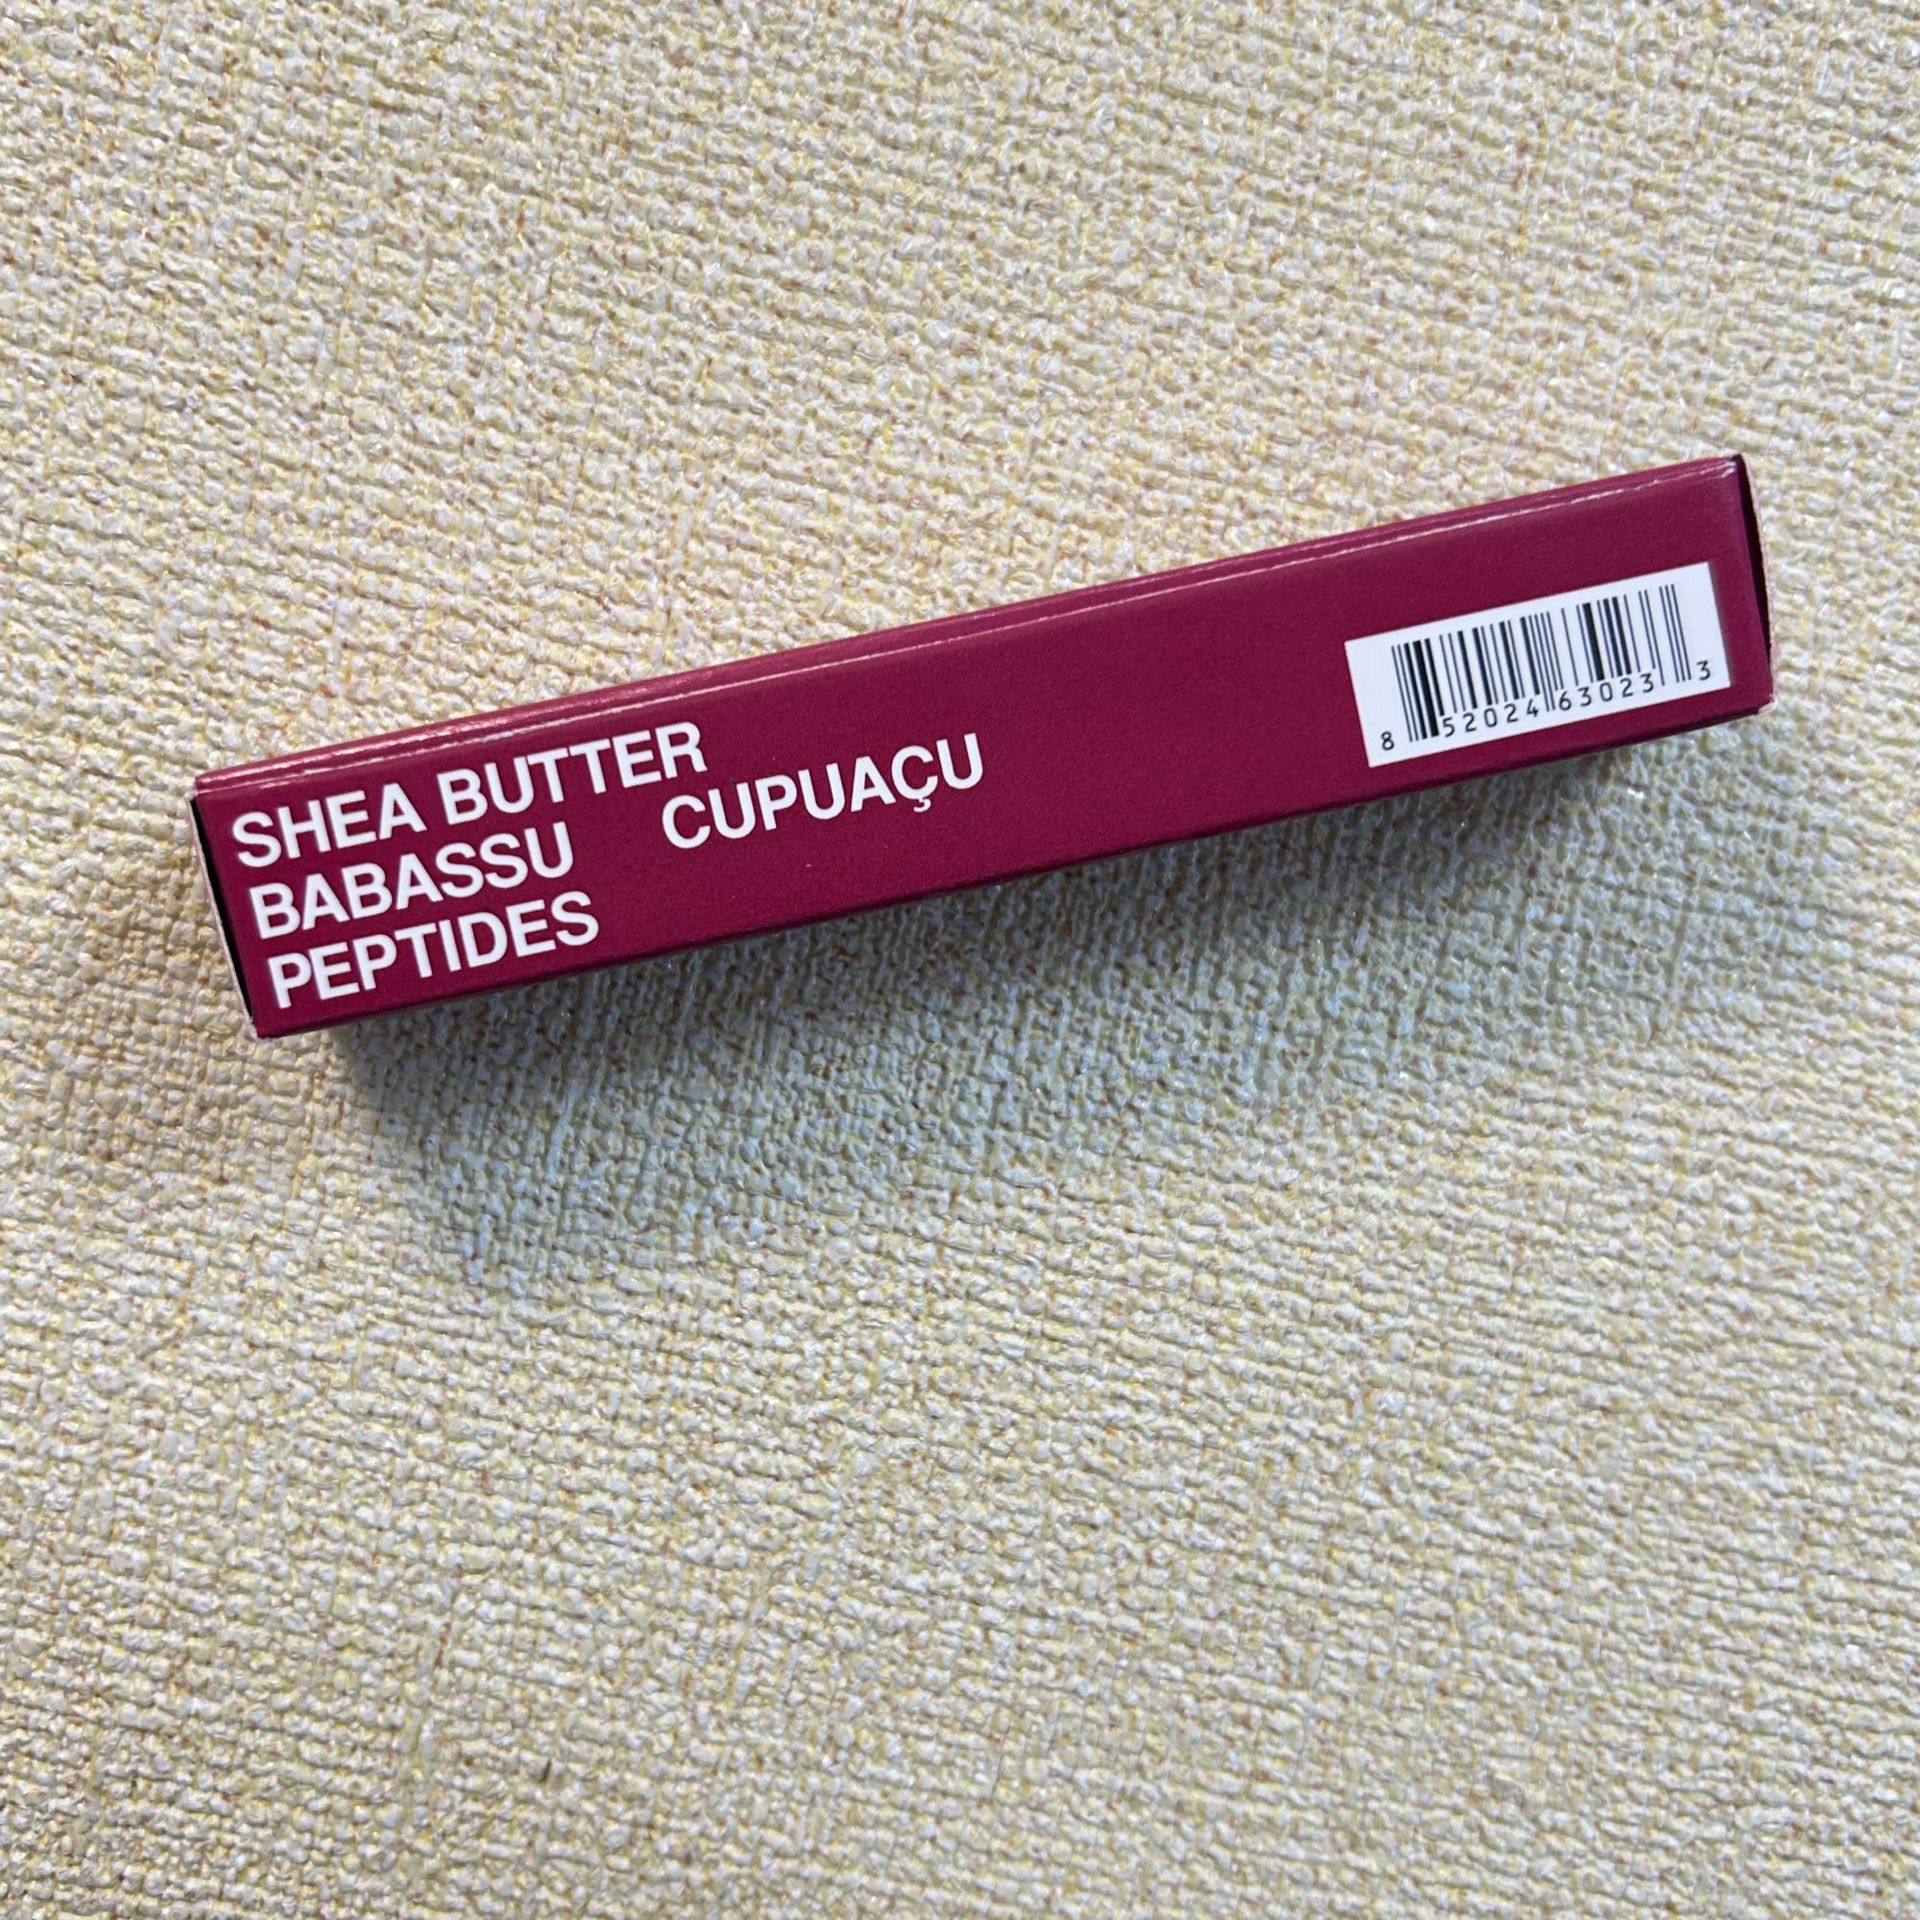 SHEA BUTTER
BABASSU CUPUAÇU
PEPTIDES
8 52024 63023 3